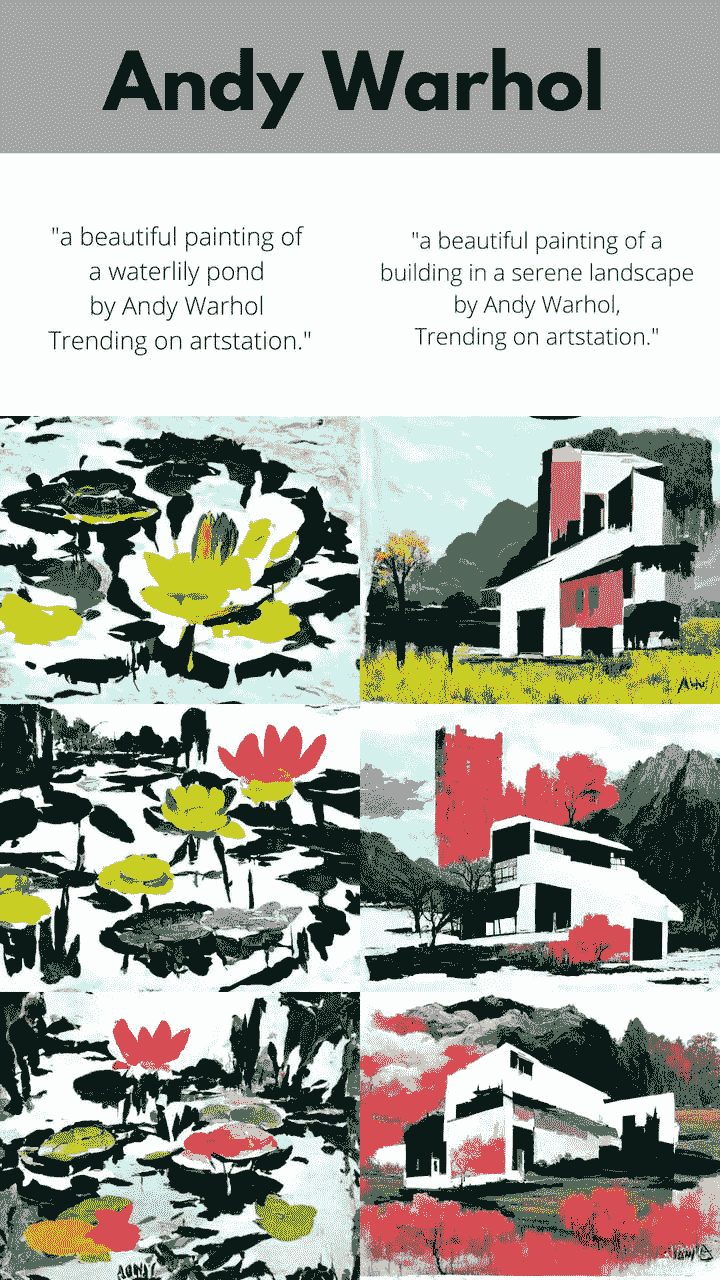 Andy Warhol
"a beautiful painting of
a waterlily pond
by Andy Warhol
Trending on artstation."
"a beautiful painting of a
building in a serene landscape
by Andy Warhol,
Trending on artstation."